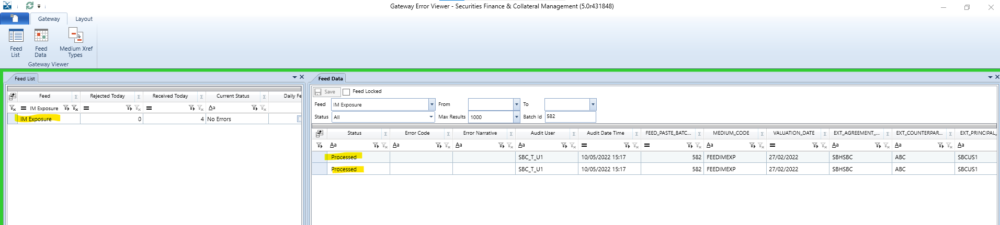 Gateway Error Viewer - Securities Finance & Collateral Management (5.0r431848)
Gateway Layout
Feed List
Feed Data
Medium Xref Types
Gateway Viewer
Feed List
Feed Σ Rejected Today Σ Received Today Σ Current Status Σ Daily Fe
= IM Exposure = = Aa
IM Exposure 0 4 No Errors
Feed Data
Save Feed Locked
Feed IM Exposure From To
Status All Max Results 1000 Batch Id 582
Status Σ Error Code Σ Error Narrative Σ Audit User Σ Audit Date Time Σ FEED_PASTE_BATC... Σ MEDIUM_CODE Σ VALUATION_DATE Σ EXT_AGREEMENT_... Σ EXT_COUNTERPAR... Σ EXT_PRINCIPAL_
Aa Aa Aa Aa = = Aa = Aa Aa Aa
Processed SBC_T_U1 10/05/2022 15:17 582 FEEDIMEXP 27/02/2022 SBHSBC ABC SBCUS1
Processed SBC_T_U1 10/05/2022 15:17 582 FEEDIMEXP 27/02/2022 SBHSBC ABC SBCUS1